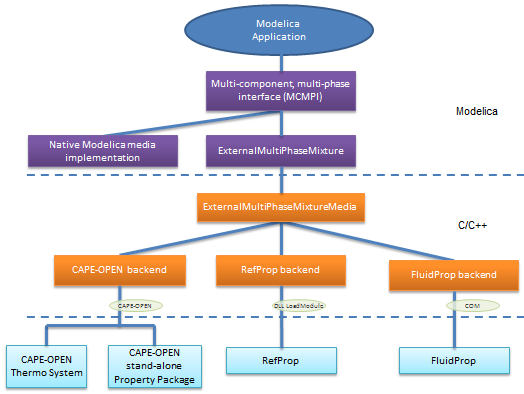 Modelica
Application
Multi-component, multi-phase
interface (MCMPI)
Modelica
Native Modelica media
implementation
ExternalMultiPhaseMixture
ExternalMultiPhaseMixtureMedia
C/C++
CAPE-OPEN backend
RefProp backend
FluidProp backend
CAPE-OPEN
DLL LoadModule
COM
CAPE-OPEN
Thermo System
CAPE-OPEN
stand-alone
Property Package
RefProp
FluidProp